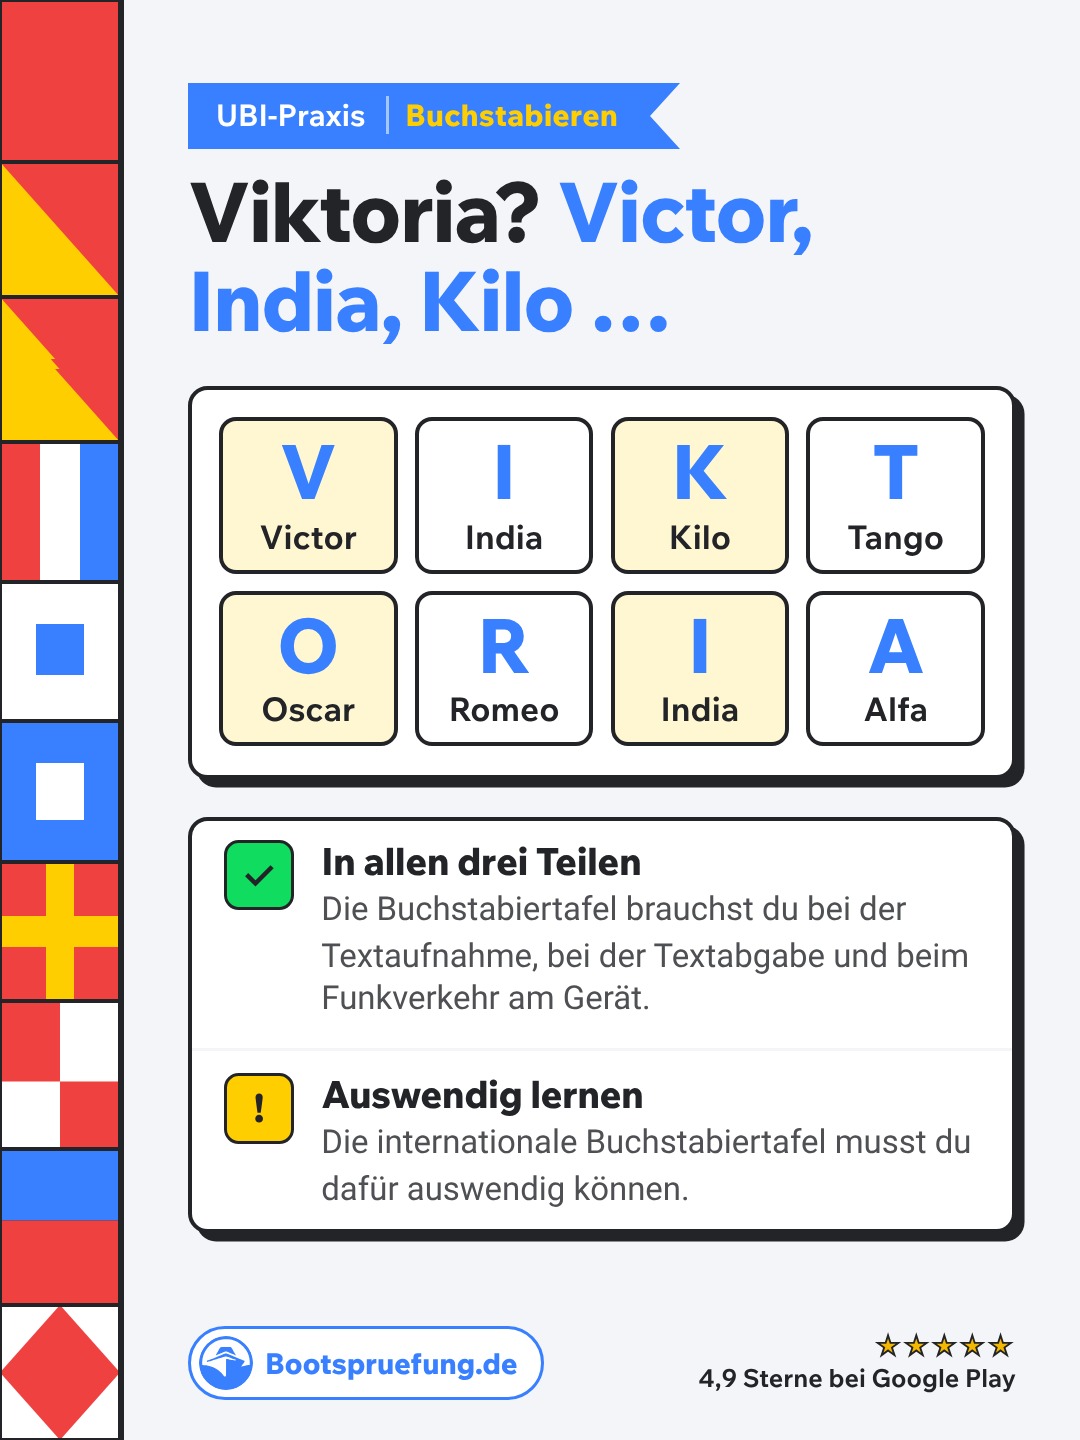 UBI-Praxis | Buchstabieren
Viktoria? Victor,
India, Kilo ...
V I K T
Victor India Kilo Tango
O R I A
Oscar Romeo India Alfa
In allen drei Teilen
Die Buchstabiertafel brauchst du bei der
Textaufnahme, bei der Textabgabe und beim
Funkverkehr am Gerät.
!
Auswendig lernen
Die internationale Buchstabiertafel musst du
dafür auswendig können.
Bootspruefung.de
4,9 Sterne bei Google Play